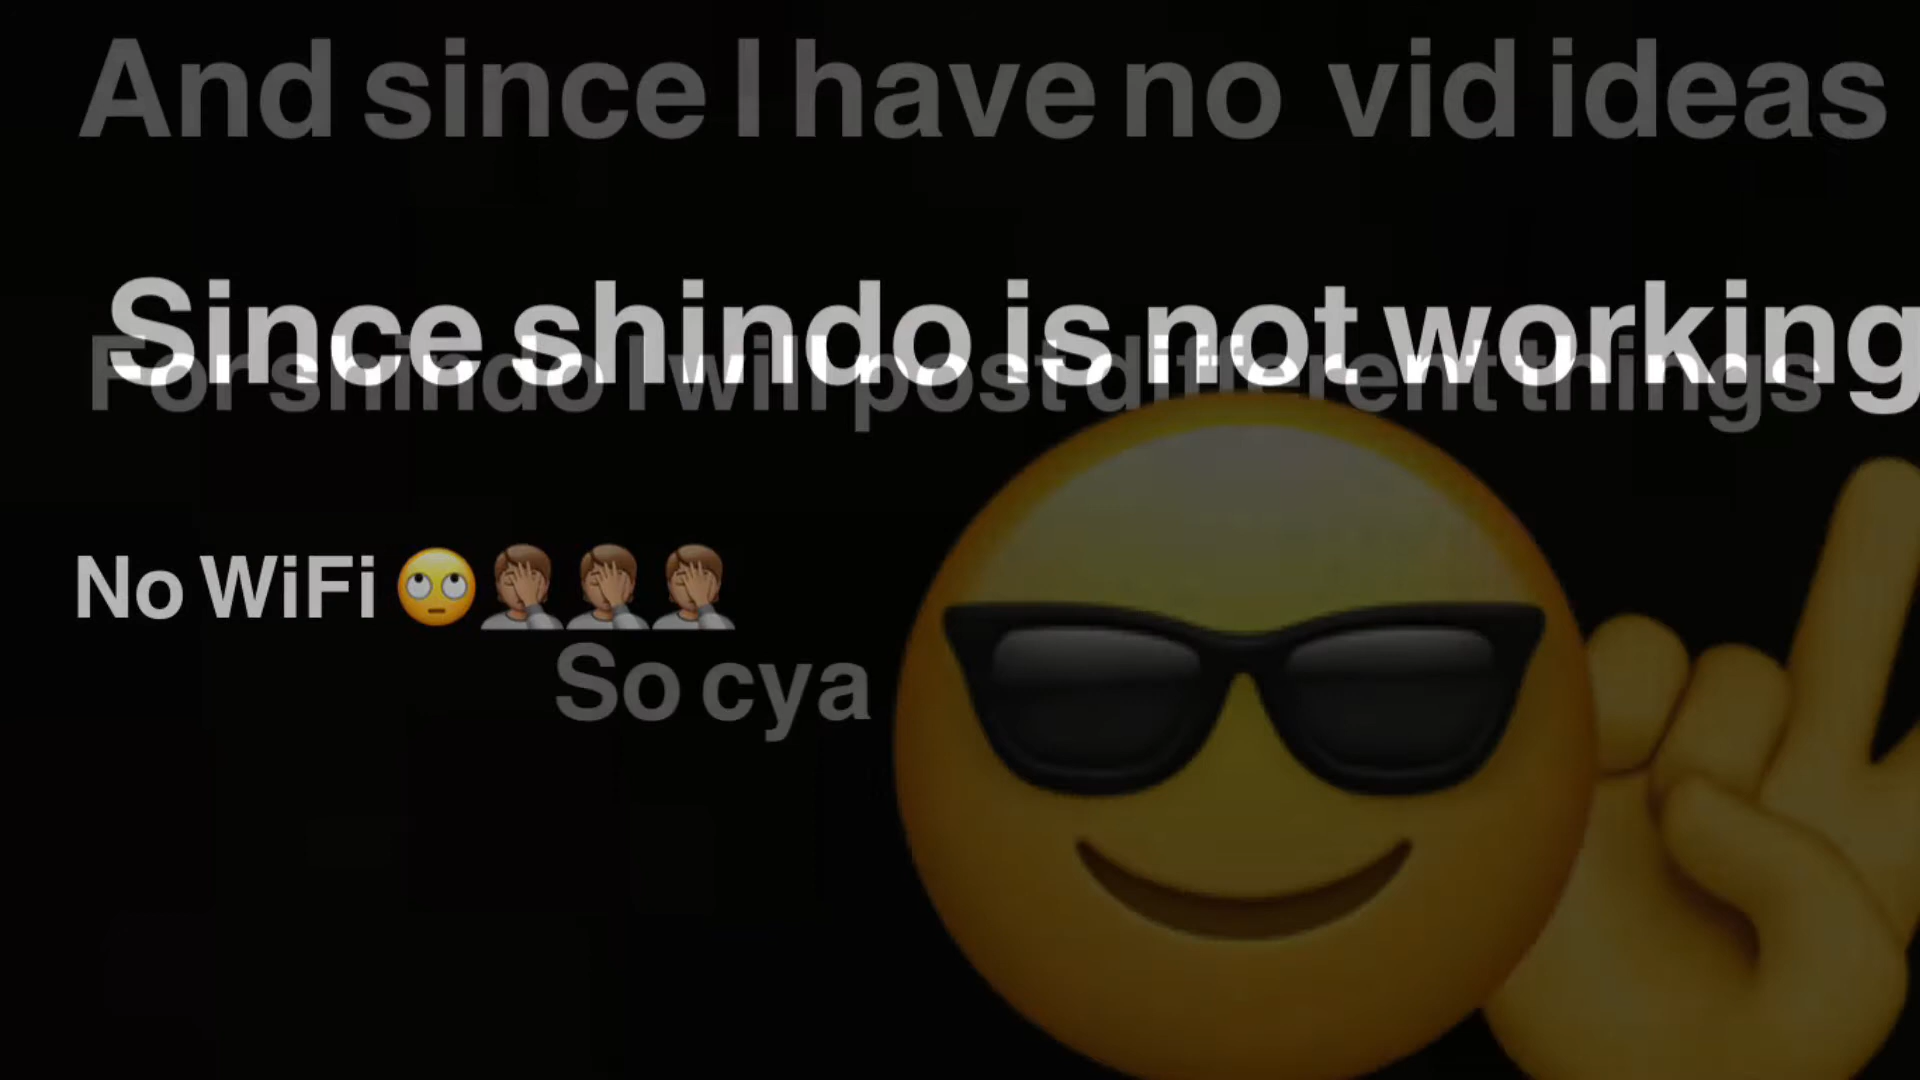 And since I have no vid ideas
Since shindo is not working
For shindo I will post different things
No WiFi 🙄🤦🏽🤦🏽🤦🏽
So cya